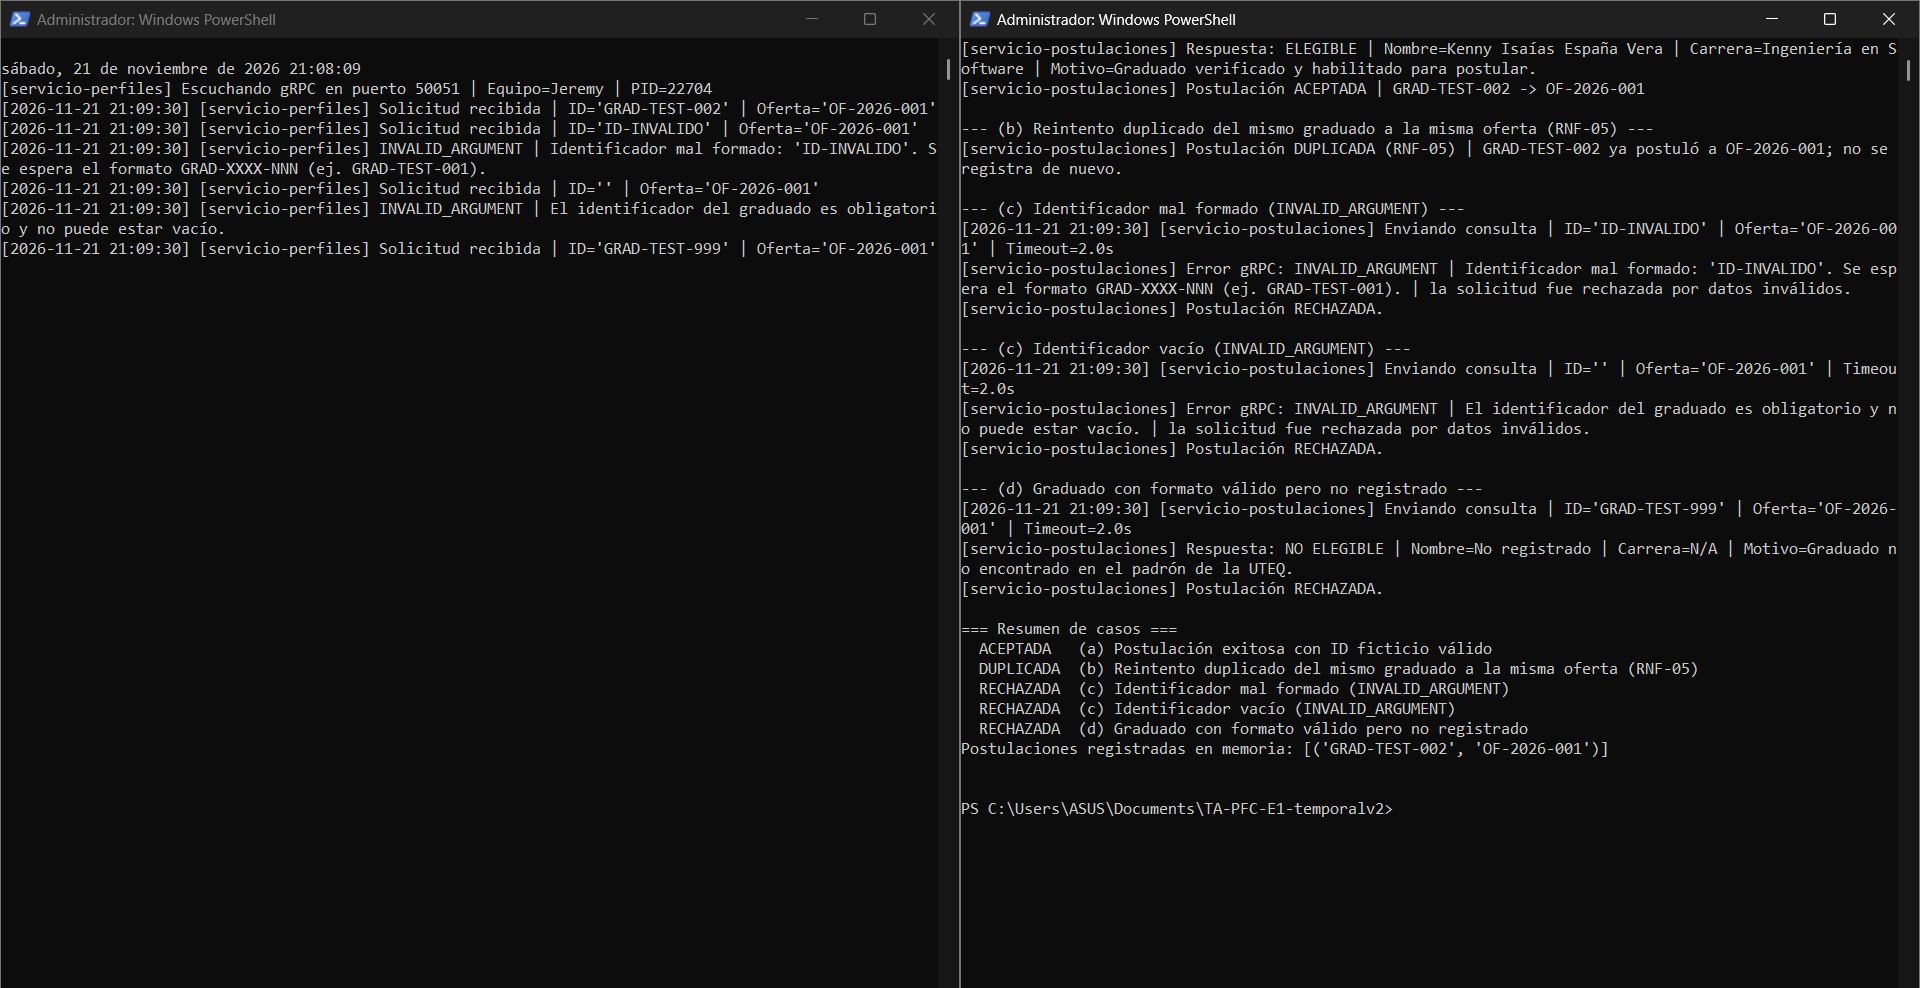 Administrador: Windows PowerShell
sábado, 21 de noviembre de 2026 21:08:09
[servicio-perfiles] Escuchando gRPC en puerto 50051 | Equipo=Jeremy | PID=22704
[2026-11-21 21:09:30] [servicio-perfiles] Solicitud recibida | ID='GRAD-TEST-002' | Oferta='OF-2026-001'
[2026-11-21 21:09:30] [servicio-perfiles] Solicitud recibida | ID='ID-INVALIDO' | Oferta='OF-2026-001'
[2026-11-21 21:09:30] [servicio-perfiles] INVALID_ARGUMENT | Identificador mal formado: 'ID-INVALIDO'. S
e espera el formato GRAD-XXXX-NNN (ej. GRAD-TEST-001).
[2026-11-21 21:09:30] [servicio-perfiles] Solicitud recibida | ID='' | Oferta='OF-2026-001'
[2026-11-21 21:09:30] [servicio-perfiles] INVALID_ARGUMENT | El identificador del graduado es obligatori
o y no puede estar vacío.
[2026-11-21 21:09:30] [servicio-perfiles] Solicitud recibida | ID='GRAD-TEST-999' | Oferta='OF-2026-001'
Administrador: Windows PowerShell
[servicio-postulaciones] Respuesta: ELEGIBLE | Nombre=Kenny Isaías España Vera | Carrera=Ingeniería en S
oftware | Motivo=Graduado verificado y habilitado para postular.
[servicio-postulaciones] Postulación ACEPTADA | GRAD-TEST-002 -> OF-2026-001
--- (b) Reintento duplicado del mismo graduado a la misma oferta (RNF-05) ---
[servicio-postulaciones] Postulación DUPLICADA (RNF-05) | GRAD-TEST-002 ya postuló a OF-2026-001; no se
registra de nuevo.
--- (c) Identificador mal formado (INVALID_ARGUMENT) ---
[2026-11-21 21:09:30] [servicio-postulaciones] Enviando consulta | ID='ID-INVALIDO' | Oferta='OF-2026-00
1' | Timeout=2.0s
[servicio-postulaciones] Error gRPC: INVALID_ARGUMENT | Identificador mal formado: 'ID-INVALIDO'. Se esp
era el formato GRAD-XXXX-NNN (ej. GRAD-TEST-001). | la solicitud fue rechazada por datos inválidos.
[servicio-postulaciones] Postulación RECHAZADA.
--- (c) Identificador vacío (INVALID_ARGUMENT) ---
[2026-11-21 21:09:30] [servicio-postulaciones] Enviando consulta | ID='' | Oferta='OF-2026-001' | Timeou
t=2.0s
[servicio-postulaciones] Error gRPC: INVALID_ARGUMENT | El identificador del graduado es obligatorio y n
o puede estar vacío. | la solicitud fue rechazada por datos inválidos.
[servicio-postulaciones] Postulación RECHAZADA.
--- (d) Graduado con formato válido pero no registrado ---
[2026-11-21 21:09:30] [servicio-postulaciones] Enviando consulta | ID='GRAD-TEST-999' | Oferta='OF-2026-
001' | Timeout=2.0s
[servicio-postulaciones] Respuesta: NO ELEGIBLE | Nombre=No registrado | Carrera=N/A | Motivo=Graduado n
o encontrado en el padrón de la UTEQ.
[servicio-postulaciones] Postulación RECHAZADA.
=== Resumen de casos ===
ACEPTADA (a) Postulación exitosa con ID ficticio válido
DUPLICADA (b) Reintento duplicado del mismo graduado a la misma oferta (RNF-05)
RECHAZADA (c) Identificador mal formado (INVALID_ARGUMENT)
RECHAZADA (c) Identificador vacío (INVALID_ARGUMENT)
RECHAZADA (d) Graduado con formato válido pero no registrado
Postulaciones registradas en memoria: [('GRAD-TEST-002', 'OF-2026-001')]
PS C:\Users\ASUS\Documents\TA-PFC-E1-temporalv2>